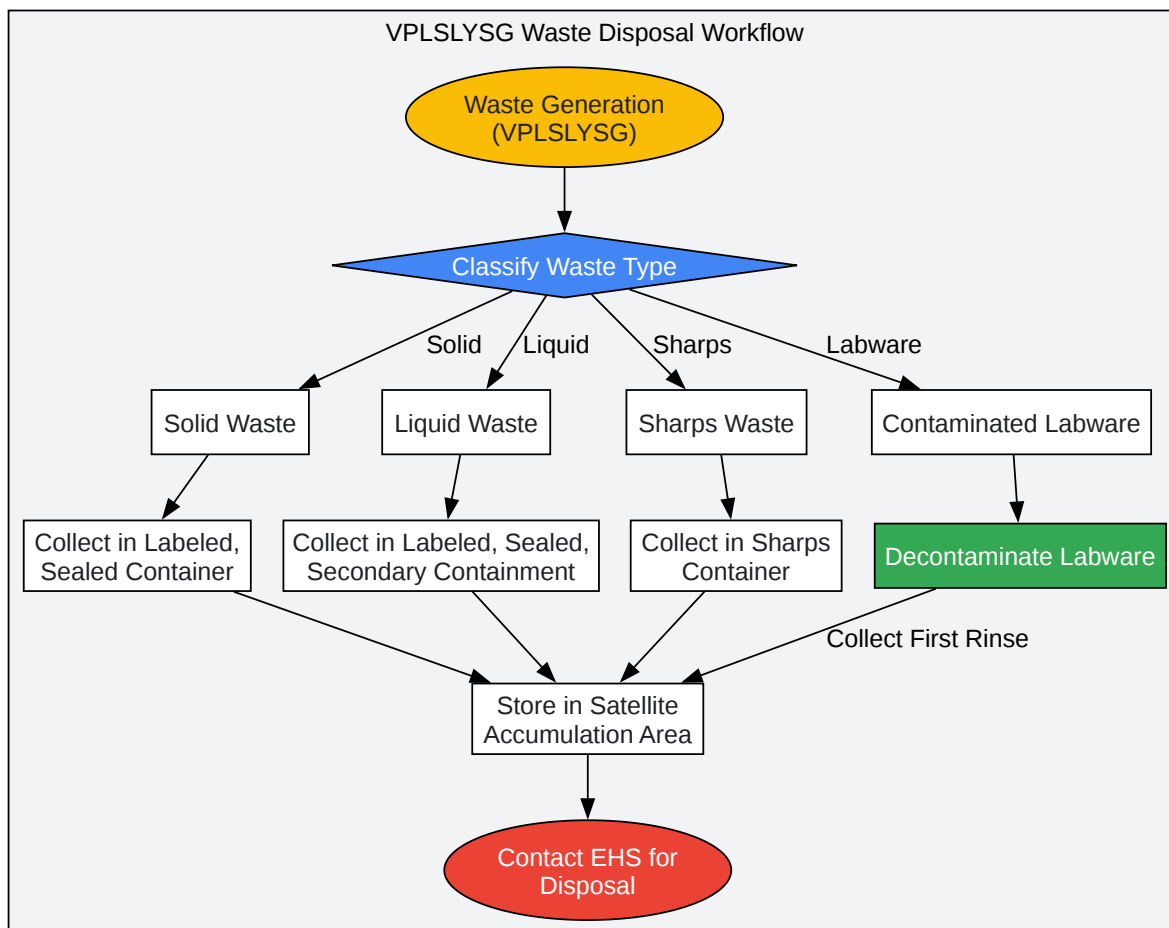 VPLSLYSG Waste Disposal Workflow
Waste Generation
(VPLSLYSG)
Classify Waste Type
Solid
Liquid
Sharps
Labware
Solid Waste
Liquid Waste
Sharps Waste
Contaminated Labware
Collect in Labeled,
Sealed Container
Collect in Labeled, Sealed,
Secondary Containment
Collect in Sharps
Container
Decontaminate Labware
Collect First Rinse
Store in Satellite
Accumulation Area
Contact EHS for
Disposal